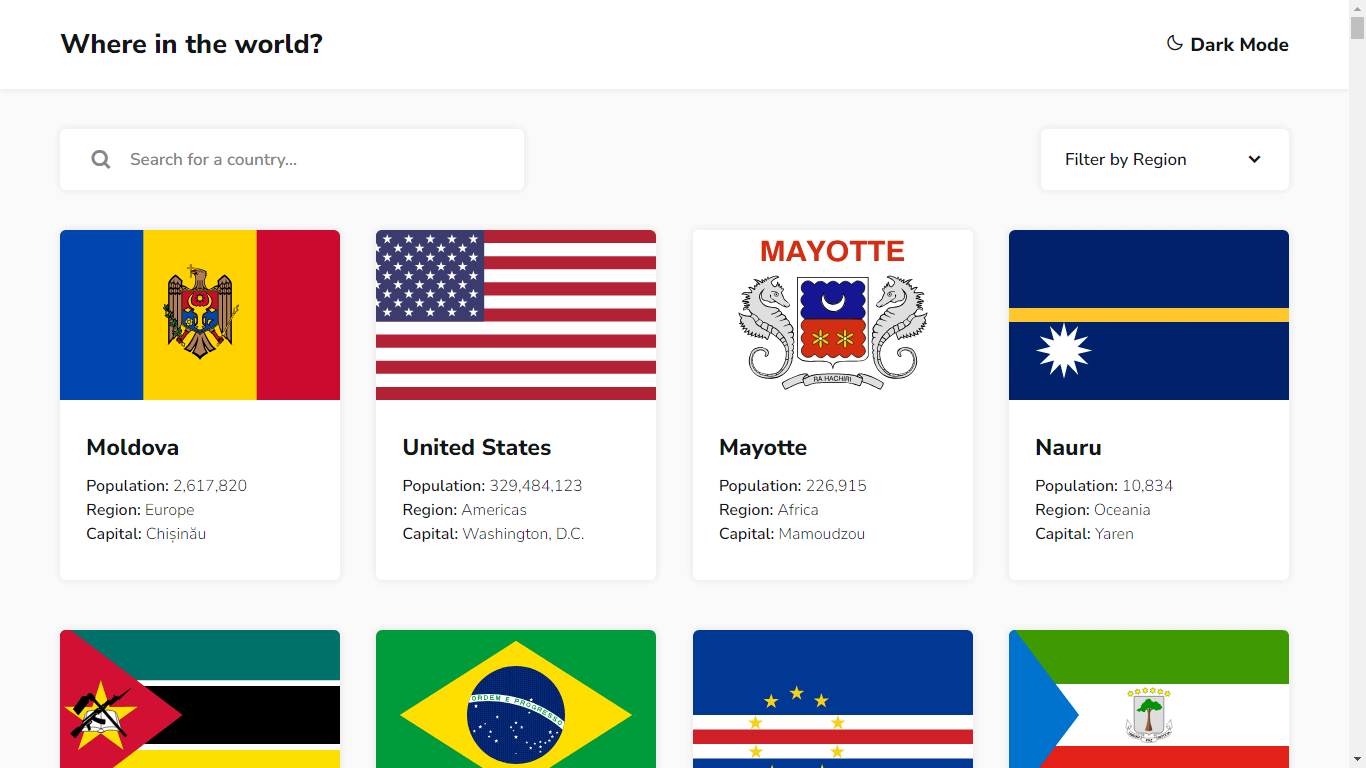 Where in the world?
Dark Mode
Search for a country...
Filter by Region
MAYOTTE
RA HACHIRI
Moldova
Population: 2,617,820
Region: Europe
Capital: Chișinău
United States
Population: 329,484,123
Region: Americas
Capital: Washington, D.C.
Mayotte
Population: 226,915
Region: Africa
Capital: Mamoudzou
Nauru
Population: 10,834
Region: Oceania
Capital: Yaren
ORDEM E PROGRESSO